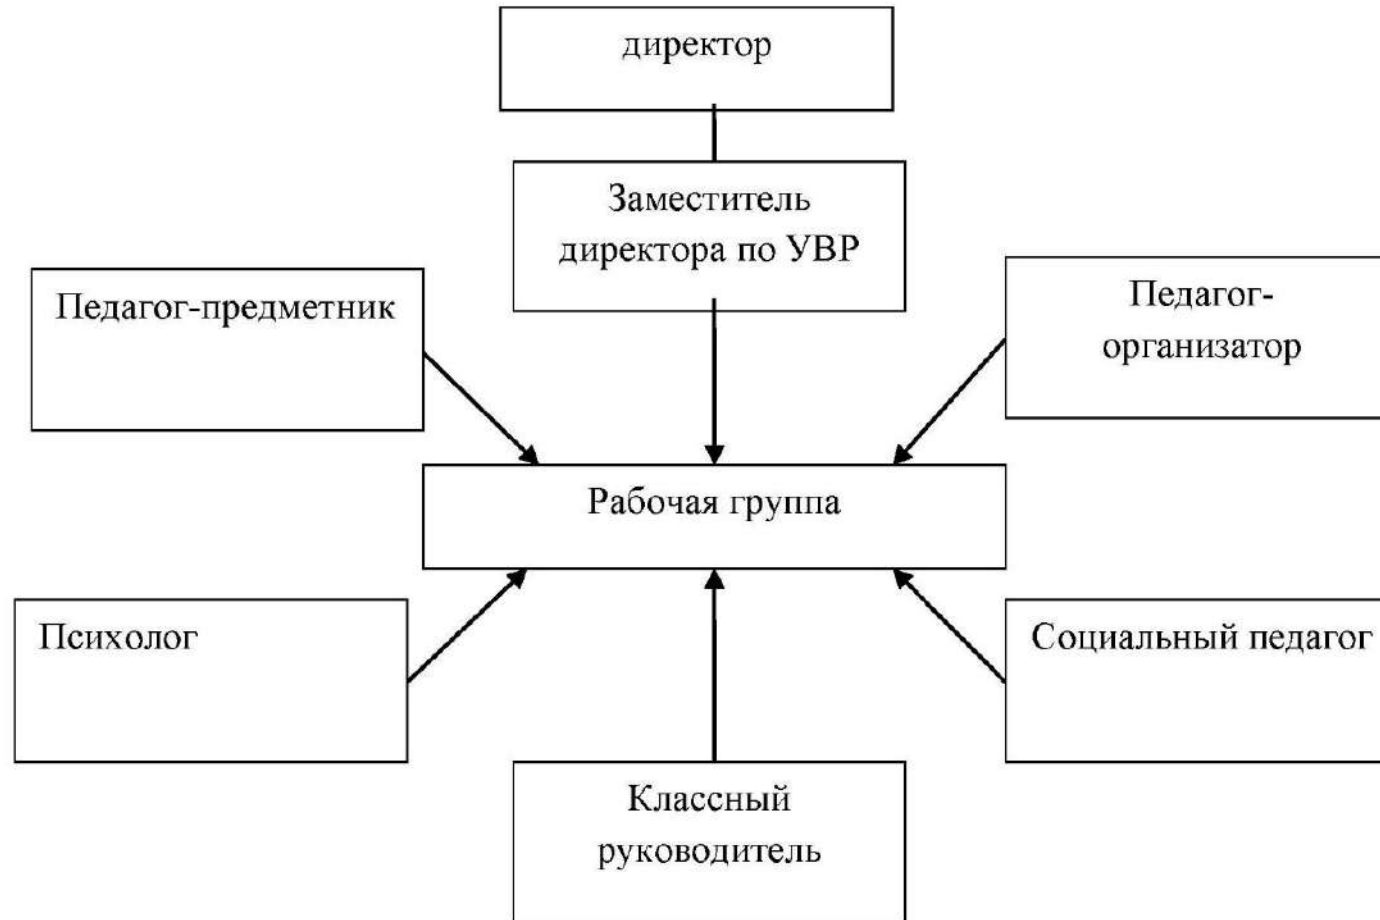 директор
Заместитель
директора по УВР
Педагог-предметник
Педагог-
организатор
Рабочая группа
Психолог
Социальный педагог
Классный
руководитель